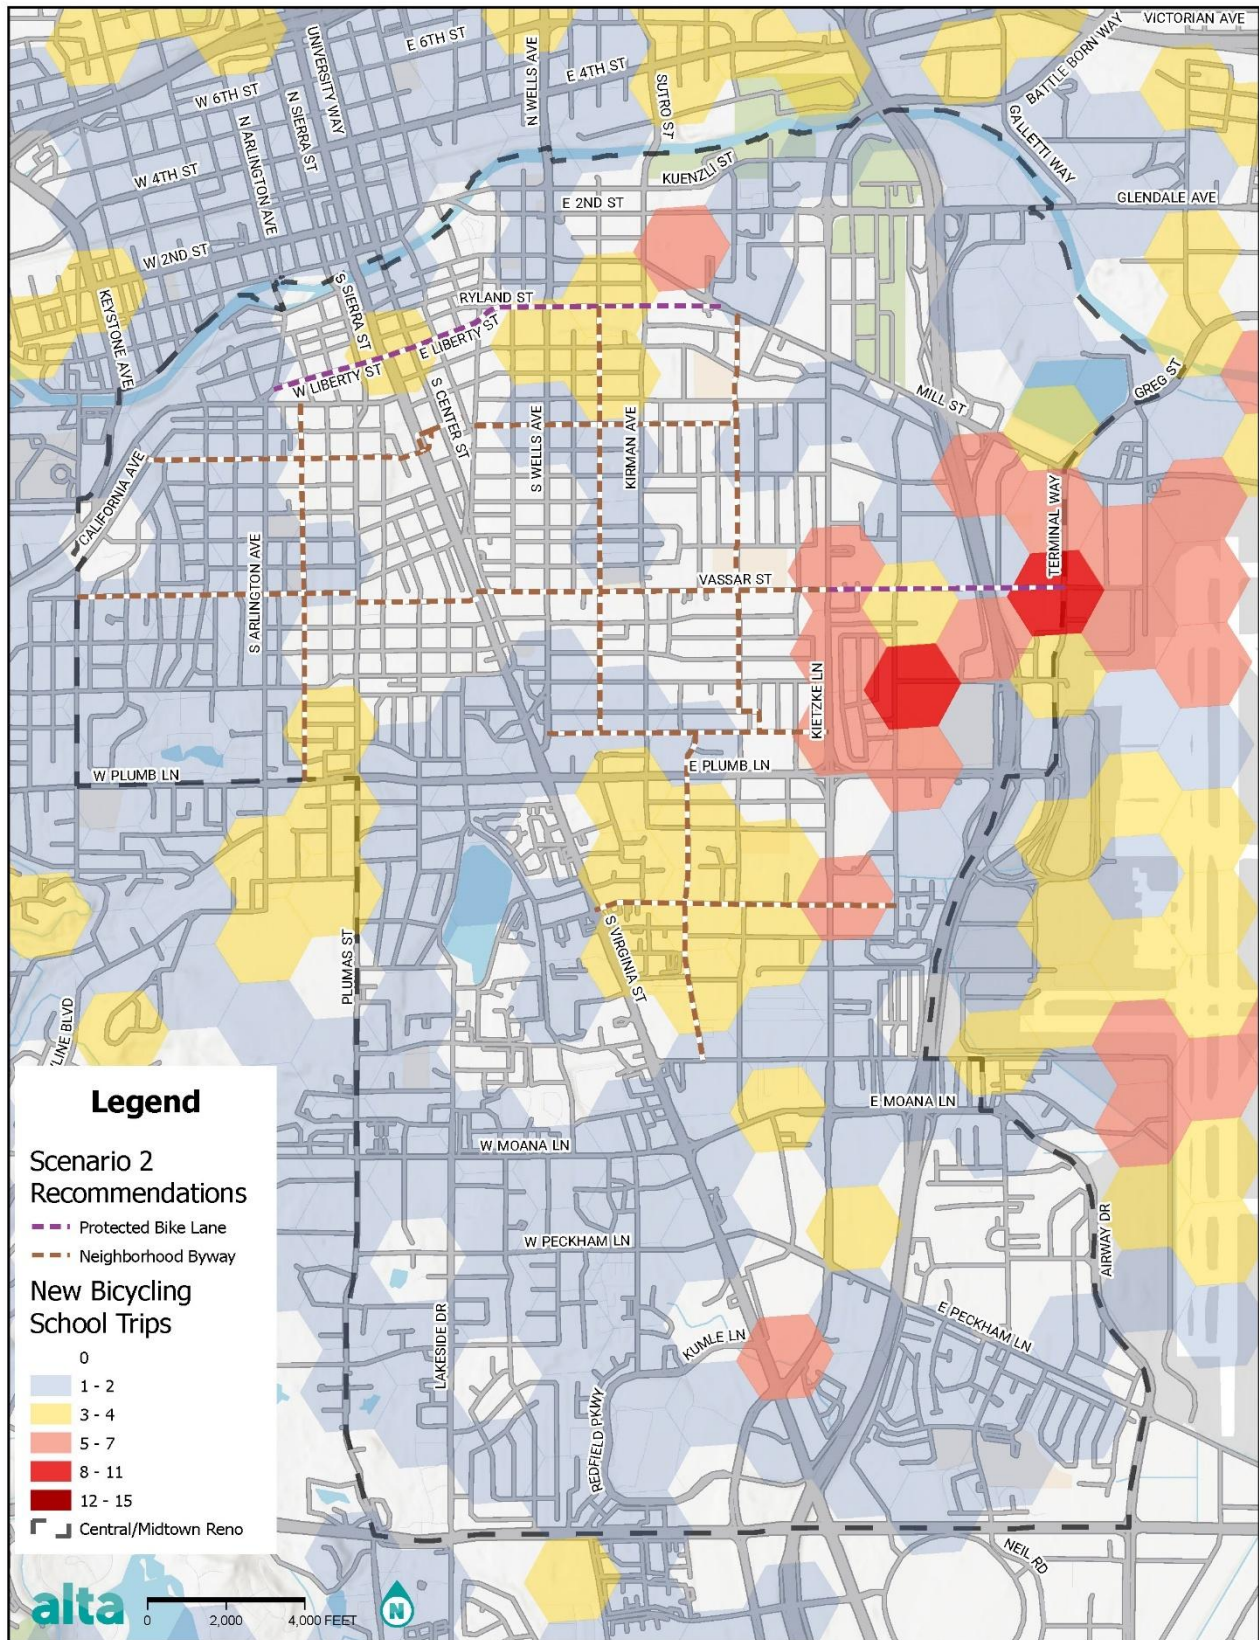 VICTORIAN AVE
E 6TH ST
UNIVERSITY WAY
N WELLS AVE
E 4TH ST
BATTLE BORN WAY
W 6TH ST
N SIERRA ST
SUTRO ST
N ARLINGTON AVE
GALLETTI WAY
W 4TH ST
KUENZLI ST
E 2ND ST
GLENDALE AVE
W 2ND ST
KEYSTONE AVE
S SIERRA ST
RYLAND ST
E LIBERTY ST
W LIBERTY ST
S CENTER ST
MILL ST
GREG ST
CALIFORNIA AVE
S WELLS AVE
KIRMAN AVE
TERMINAL WAY
S ARLINGTON AVE
VASSAR ST
KIETZKE LN
W PLUMB LN
E PLUMB LN
PLUMAS ST
S VIRGINIA ST
YLINE BLVD
E MOANA LN
W MOANA LN
W PECKHAM LN
AIRWAY DR
E PECKHAM LN
LAKESIDE DR
KUMLE LN
REDFIELD PKWY
NEIL RD
Legend
Scenario 2
Recommendations
Protected Bike Lane
Neighborhood Byway
New Bicycling
School Trips
0
1 - 2
3 - 4
5 - 7
8 - 11
12 - 15
Central/Midtown Reno
alta
0 2,000 4,000 FEET
N